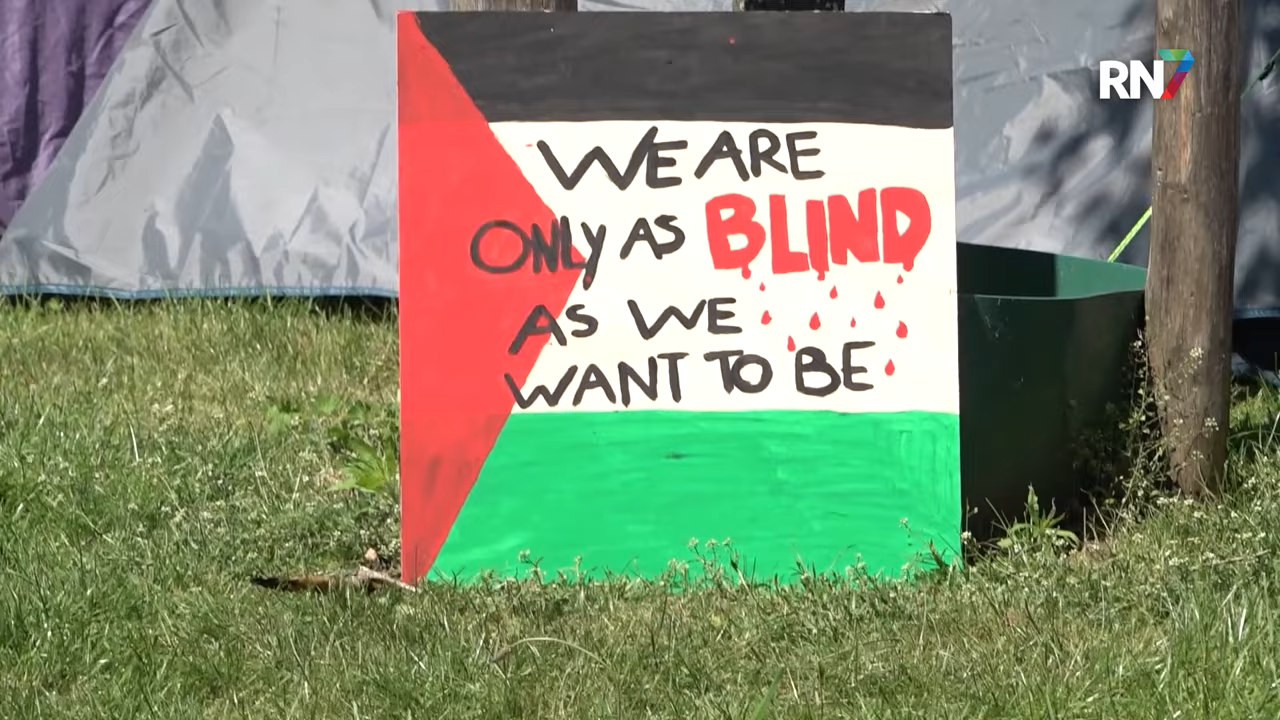 RN7
WE ARE
ONLY AS BLIND
AS WE
WANT TO BE